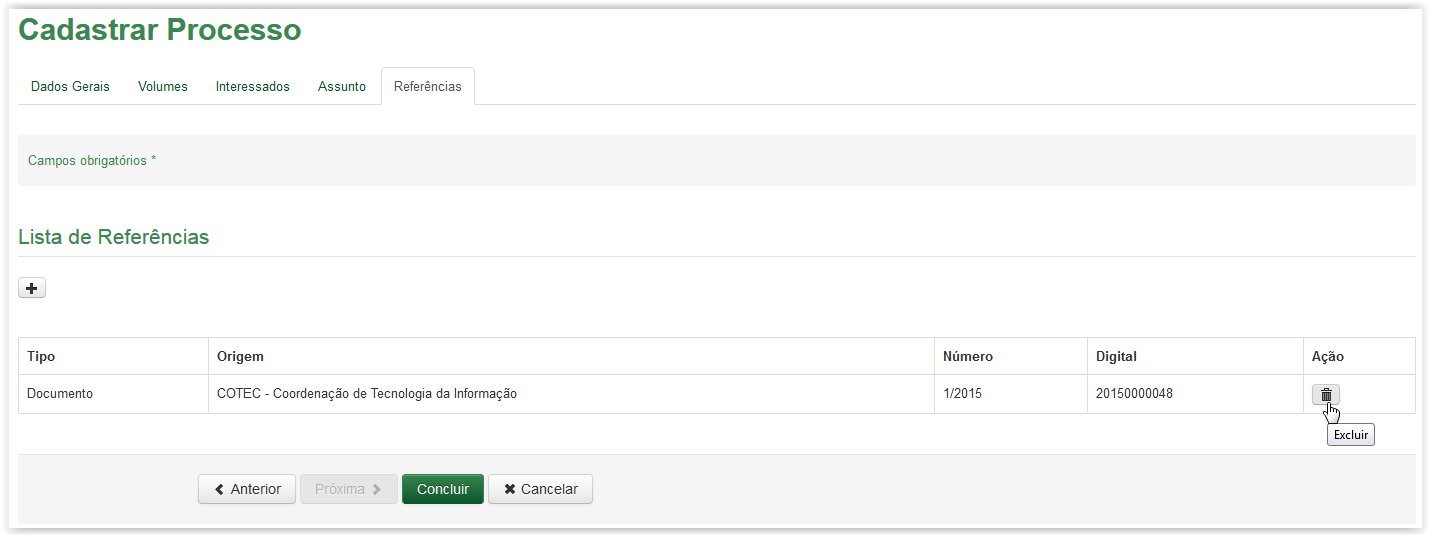 Cadastrar Processo
Dados Gerais Volumes Interessados Assunto Referências
Campos obrigatórios *
Lista de Referências
Tipo Origem Número Digital Ação
Documento COTEC - Coordenação de Tecnologia da Informação 1/2015 20150000048
Excluir
Anterior Próxima Concluir Cancelar